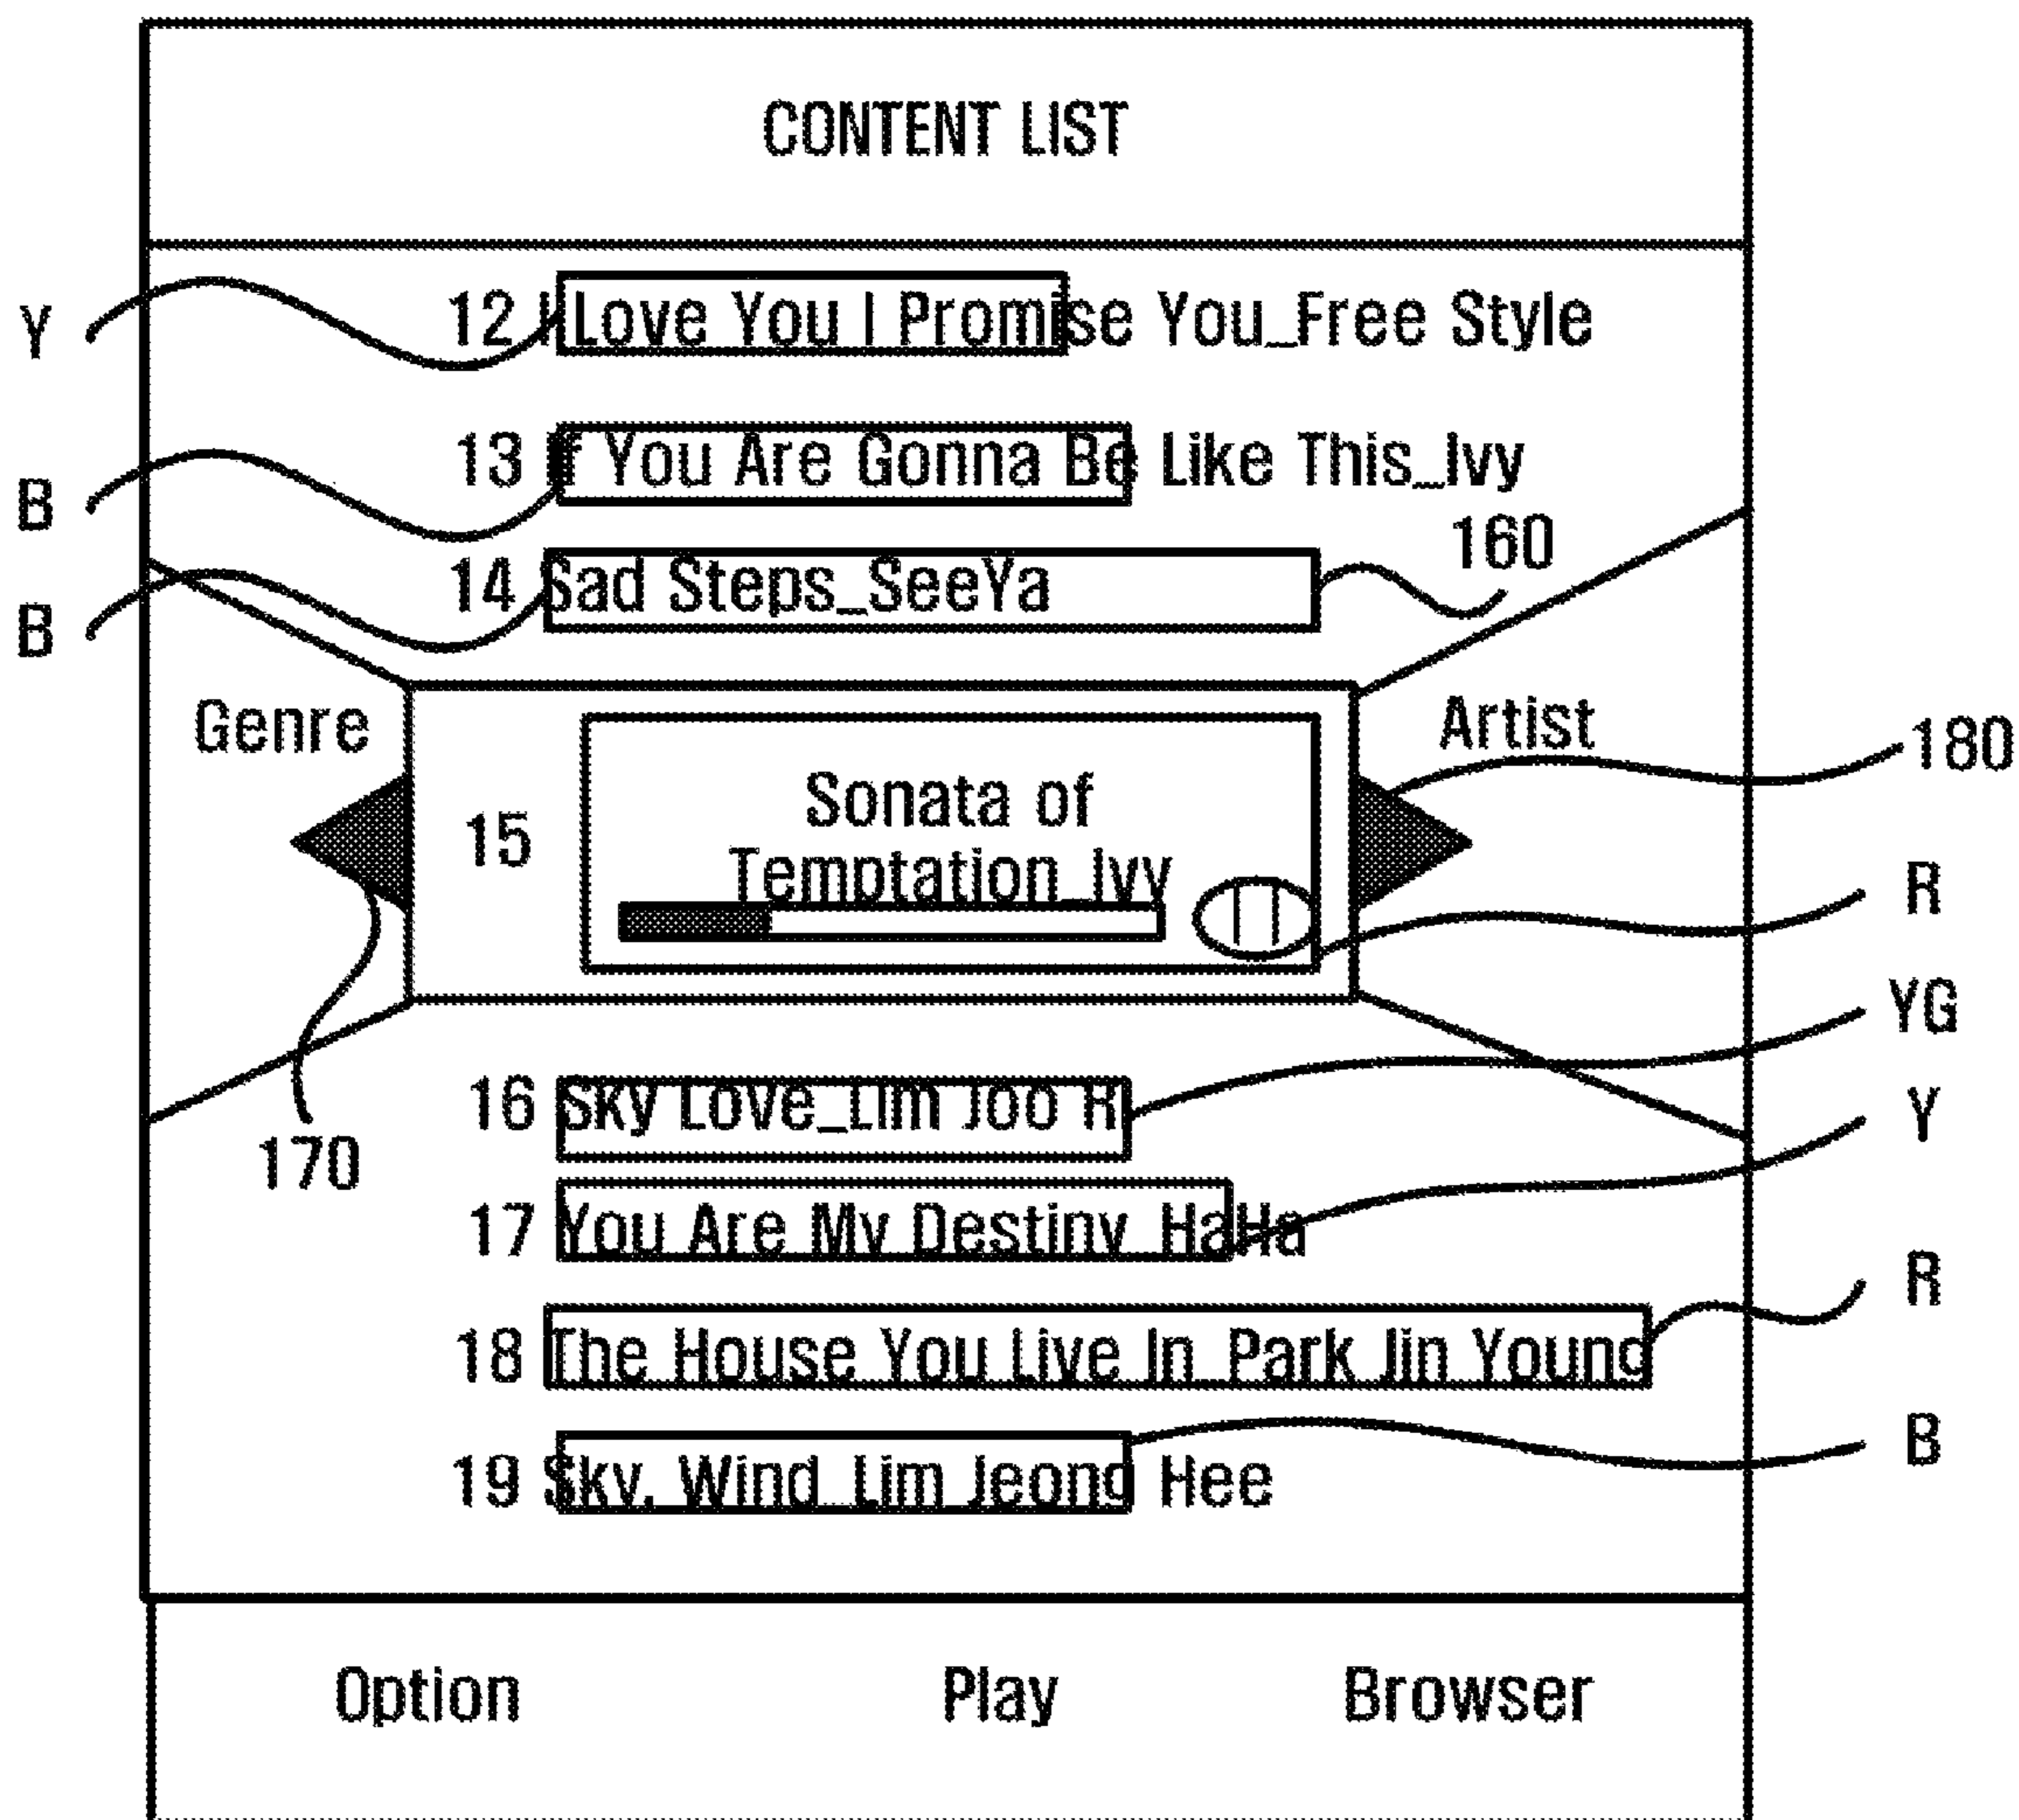 CONTENT LIST
Y
12 I Love You I Promise You_Free Style
B
13 If You Are Gonna Be Like This_Ivy
160
B
14 Sad Steps_SeeYa
Genre
Artist
180
15
Sonata of
Temptation_Ivy
R
YG
16 Sky Love_Lim Joo Ri
Y
170
17 You Are My Destiny_HaHa
R
18 The House You Live In_Park Jin Young
B
19 Sky, Wind_Lim Jeong Hee
Option
Play
Browser